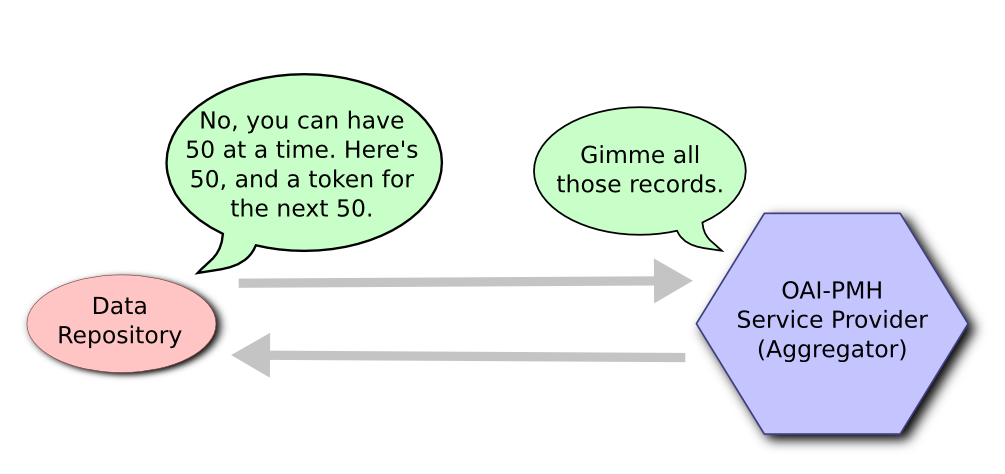 No, you can have
50 at a time. Here's
50, and a token for
the next 50.
Gimme all
those records.
Data
Repository
OAI-PMH
Service Provider
(Aggregator)